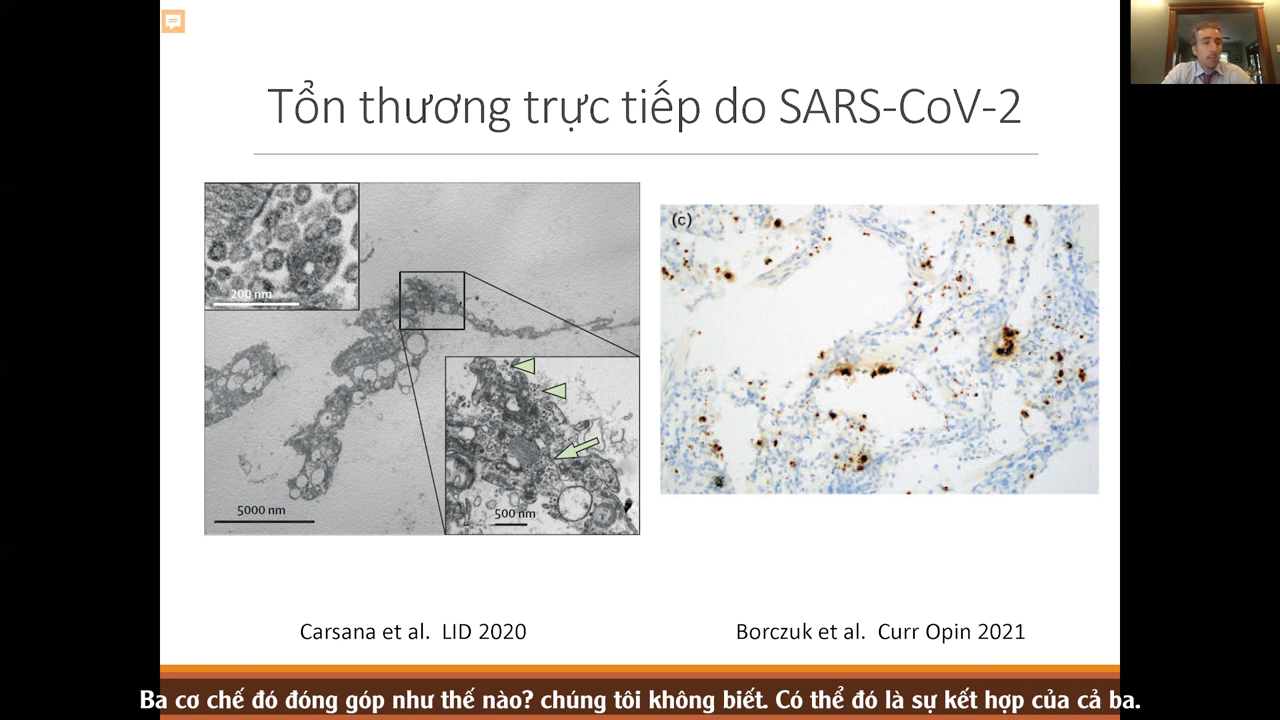 Tổn thương trực tiếp do SARS-CoV-2
200 nm
5000 nm
500 nm
(c)
Carsana et al. LID 2020
Borczuk et al. Curr Opin 2021
Ba cơ chế đó đóng góp như thế nào? chúng tôi không biết. Có thể đó là sự kết hợp của cả ba.